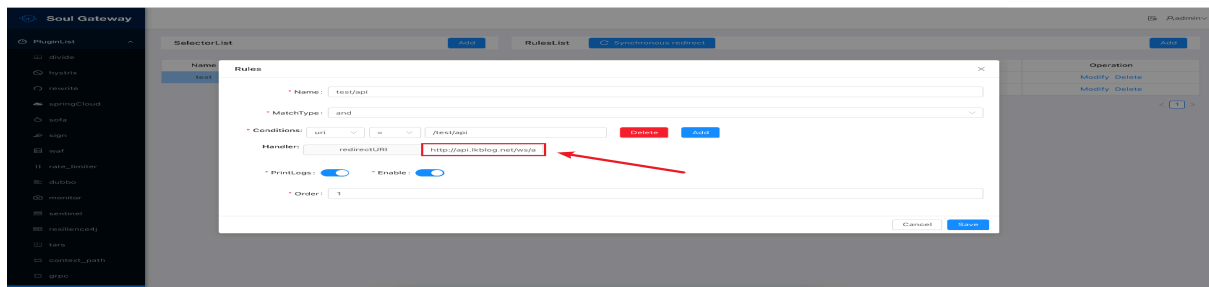 Soul Gateway
Admin
PluginList
SelectorList
Add
RulesList
Synchronous redirect
Add
divide
Name
Rules
Operation
hystrix
test
Modify Delete
* Name: test/api
rewrite
Modify Delete
springCloud
* MatchType: and
< 1 >
sofa
* Conditions: uri = /test/api Delete Add
sign
Handler: redirectURI http://api.lkblog.net/ws/a
waf
rate_limiter
* PrintLogs: * Enable:
dubbo
* Order: 1
monitor
sentinel
resilience4j
Cancel Save
tars
context_path
grpc